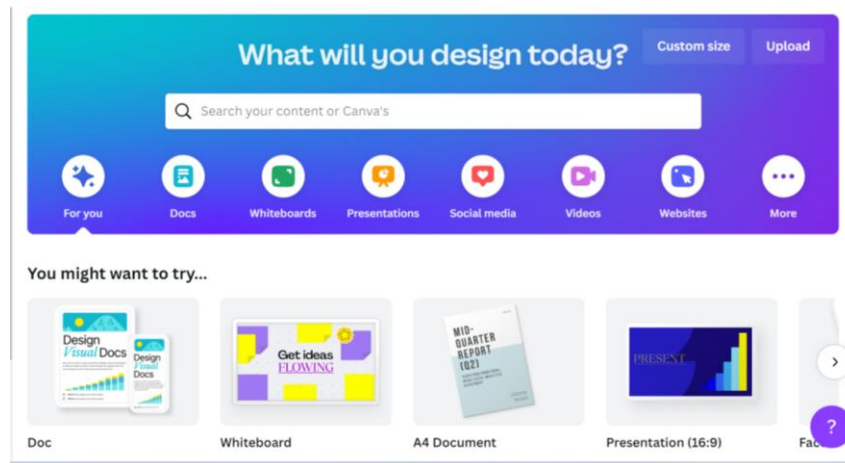 What will you design today?
Custom size
Upload
Search your content or Canva's
For you
Docs
Whiteboards
Presentations
Social media
Videos
Websites
More
You might want to try...
Design
Visual Docs
Design
Visual
Docs
Get ideas
FLOWING
MID-
QUARTER
REPORT
(Q2)
PRESENT
?
Doc
Whiteboard
A4 Document
Presentation (16:9)